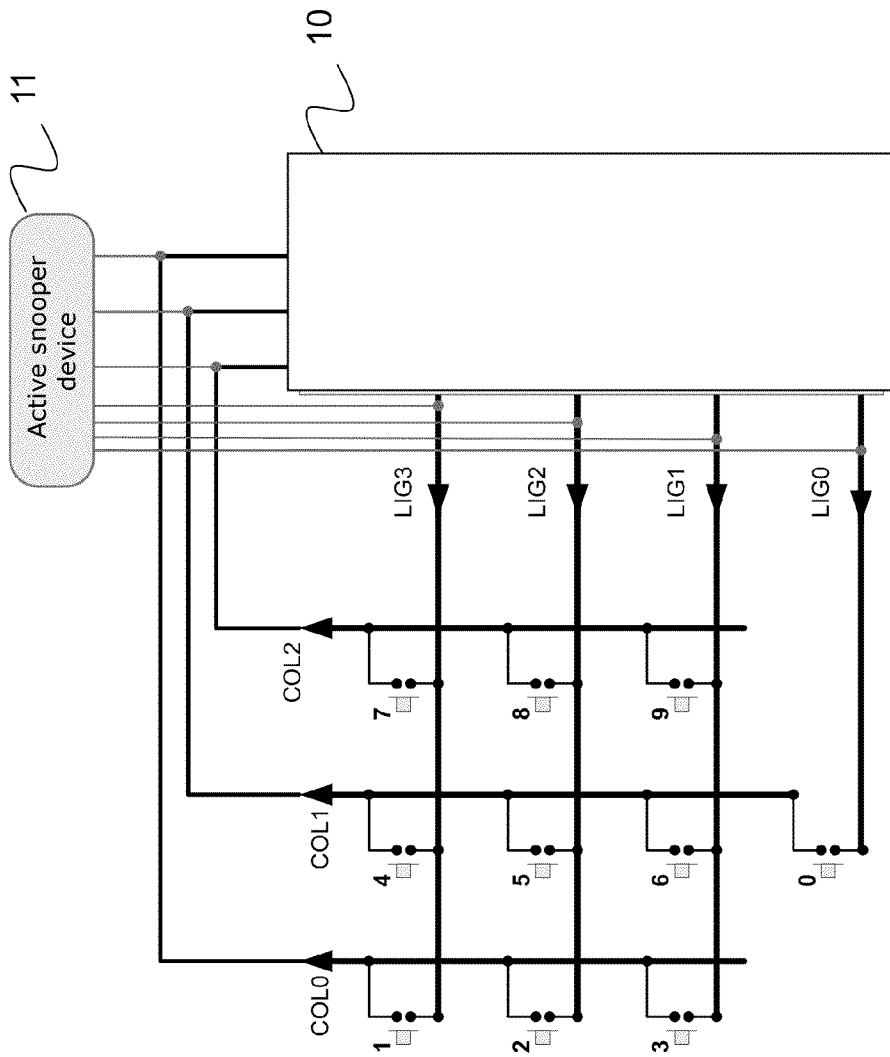 Active snooper
device
11
10
LIG3
LIG2
LIG1
LIG0
COL2
COL1
COL0
7
8
9
4
5
6
0
1
2
3